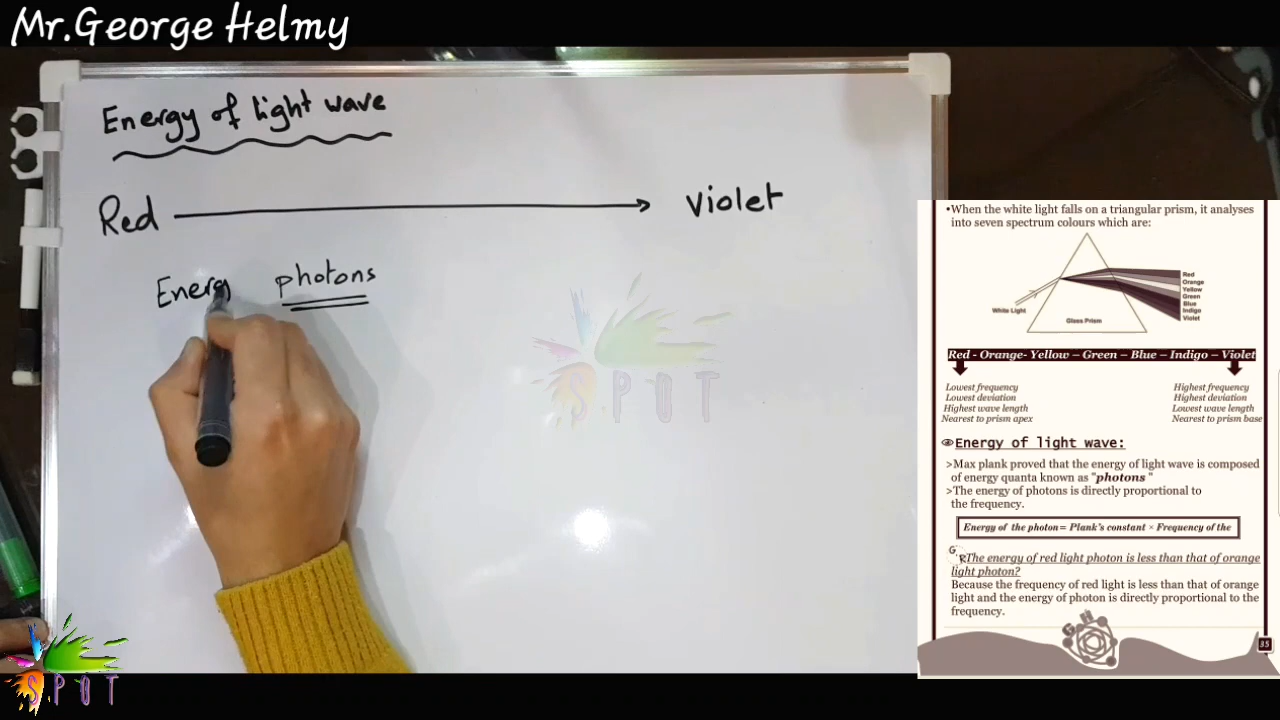 Mr.George Helmy
Energy of light wave
Red
Violet
Energy photons
SPOT
•When the white light falls on a triangular prism, it analyses
into seven spectrum colours which are:
Red
Orange
Yellow
Green
Blue
Indigo
Violet
White Light
Glass Prism
Red - Orange- Yellow – Green – Blue – Indigo – Violet
Lowest frequency
Lowest deviation
Highest wave length
Nearest to prism apex
Highest frequency
Highest deviation
Lowest wave length
Nearest to prism base
Energy of light wave:
>Max plank proved that the energy of light wave is composed
of energy quanta known as "photons "
>The energy of photons is directly proportional to
the frequency.
Energy of the photon= Plank's constant × Frequency of the
G.R The energy of red light photon is less than that of orange
light photon?
Because the frequency of red light is less than that of orange
light and the energy of photon is directly proportional to the
frequency.
G H
35
SPOT